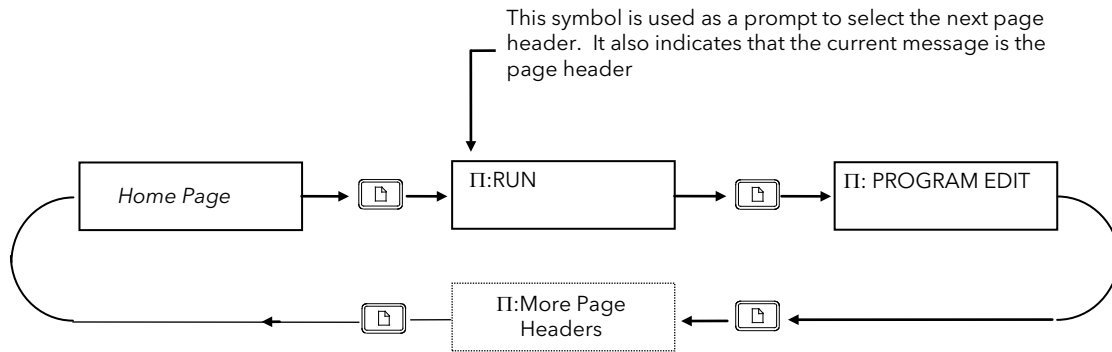 This symbol is used as a prompt to select the next page
header.  It also indicates that the current message is the
page header
Home Page
Π:RUN
Π: PROGRAM EDIT
Π:More Page
Headers